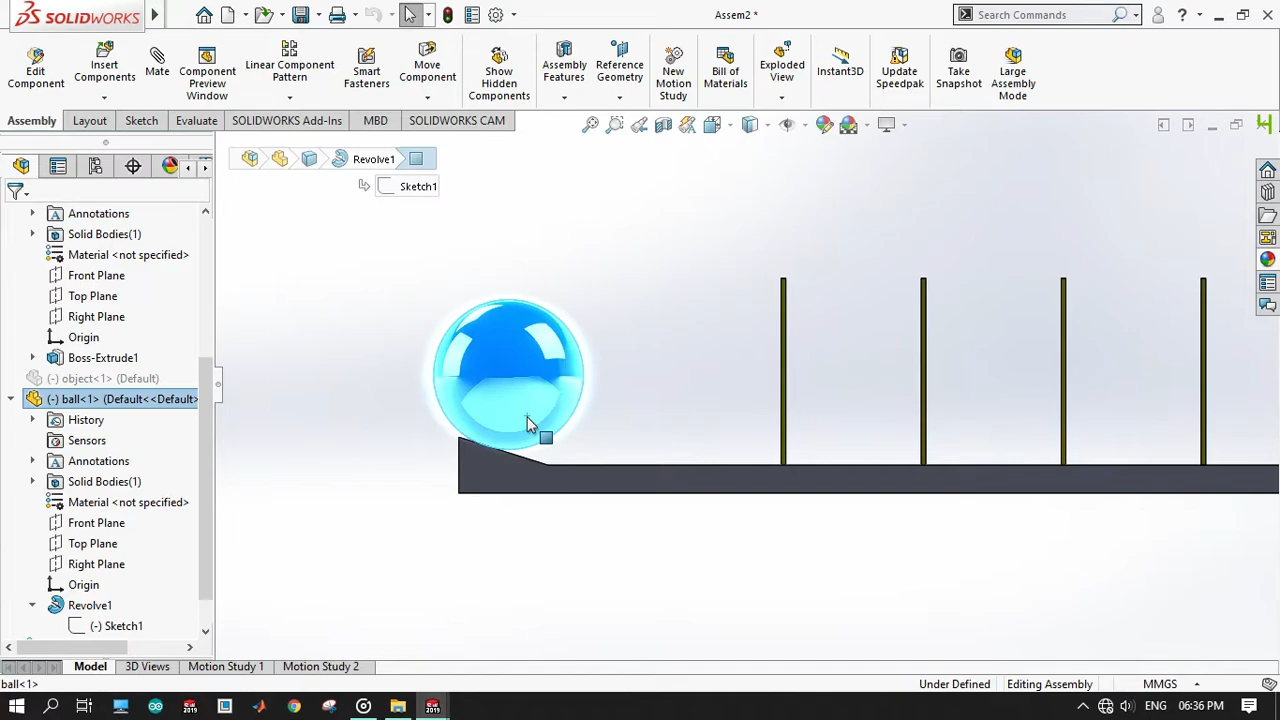 SOLIDWORKS
Assem2 *
Search Commands
Edit Component
Insert Components
Mate
Component Preview Window
Linear Component Pattern
Smart Fasteners
Move Component
Show Hidden Components
Assembly Features
Reference Geometry
New Motion Study
Bill of Materials
Exploded View
Instant3D
Update Speedpak
Take Snapshot
Large Assembly Mode
Assembly Layout Sketch Evaluate SOLIDWORKS Add-Ins MBD SOLIDWORKS CAM
Revolve1
Sketch1
Annotations
Solid Bodies(1)
Material <not specified>
Front Plane
Top Plane
Right Plane
Origin
Boss-Extrude1
(-) object<1> (Default)
(-) ball<1> (Default<<Default>
History
Sensors
Annotations
Solid Bodies(1)
Material <not specified>
Front Plane
Top Plane
Right Plane
Origin
Revolve1
(-) Sketch1
Model 3D Views Motion Study 1 Motion Study 2
ball<1> Under Defined Editing Assembly MMGS
ENG 06:36 PM